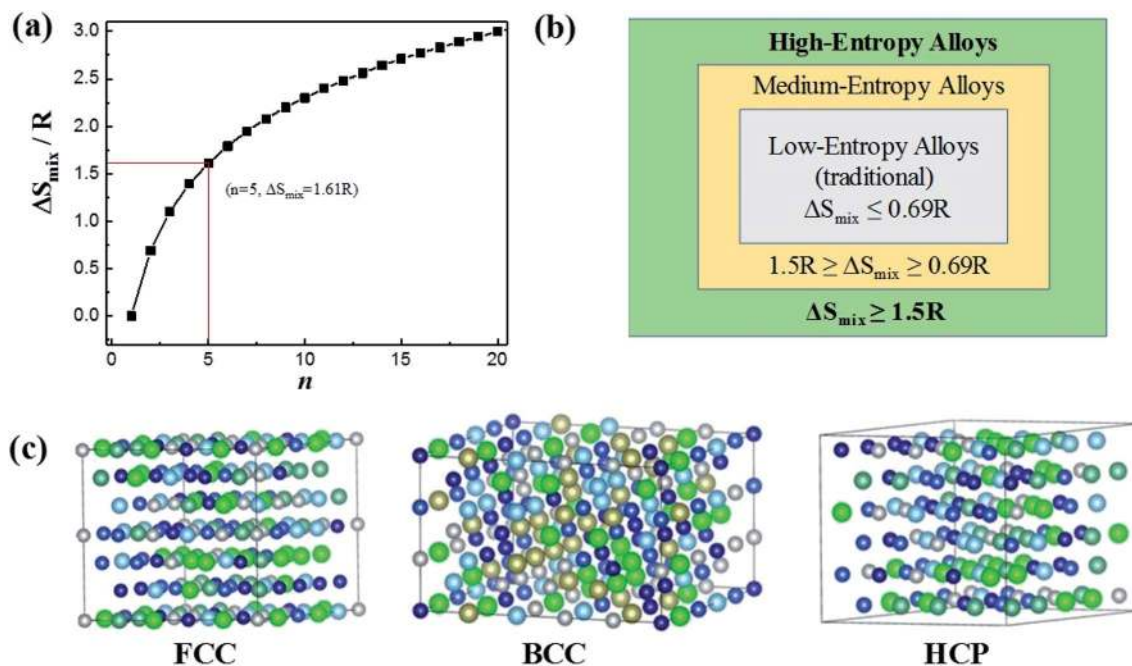 (a)
3.0
2.5
2.0
1.5
1.0
0.5
0.0
ΔSmix / R
(n=5, ΔSmix=1.61R)
0
5
10
15
20
n
(b)
High-Entropy Alloys
Medium-Entropy Alloys
Low-Entropy Alloys
(traditional)
ΔSmix ≤ 0.69R
1.5R ≥ ΔSmix ≥ 0.69R
ΔSmix ≥ 1.5R
(c)
FCC
BCC
HCP